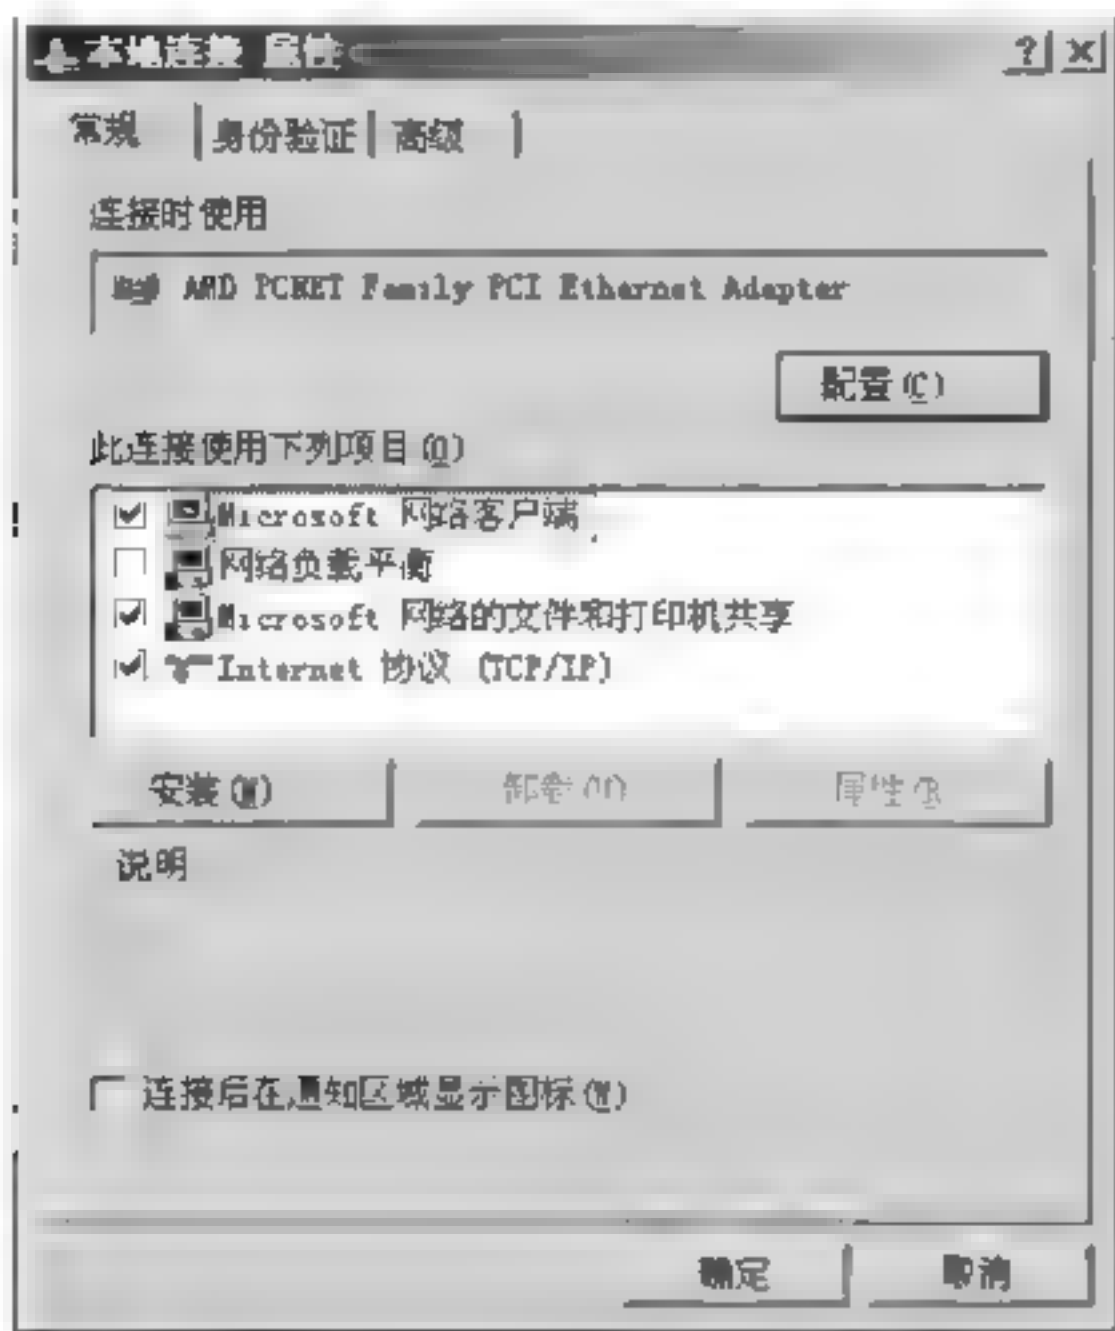 本地连接 属性
? ×
常规 身份验证 高级
连接时使用
AMD PCNET Family PCI Ethernet Adapter
配置(C)
此连接使用下列项目(O)
Microsoft 网络客户端
网络负载平衡
Microsoft 网络的文件和打印机共享
Internet 协议 (TCP/IP)
安装(N) 卸载(U) 属性(R)
说明
连接后在通知区域显示图标(W)
确定 取消